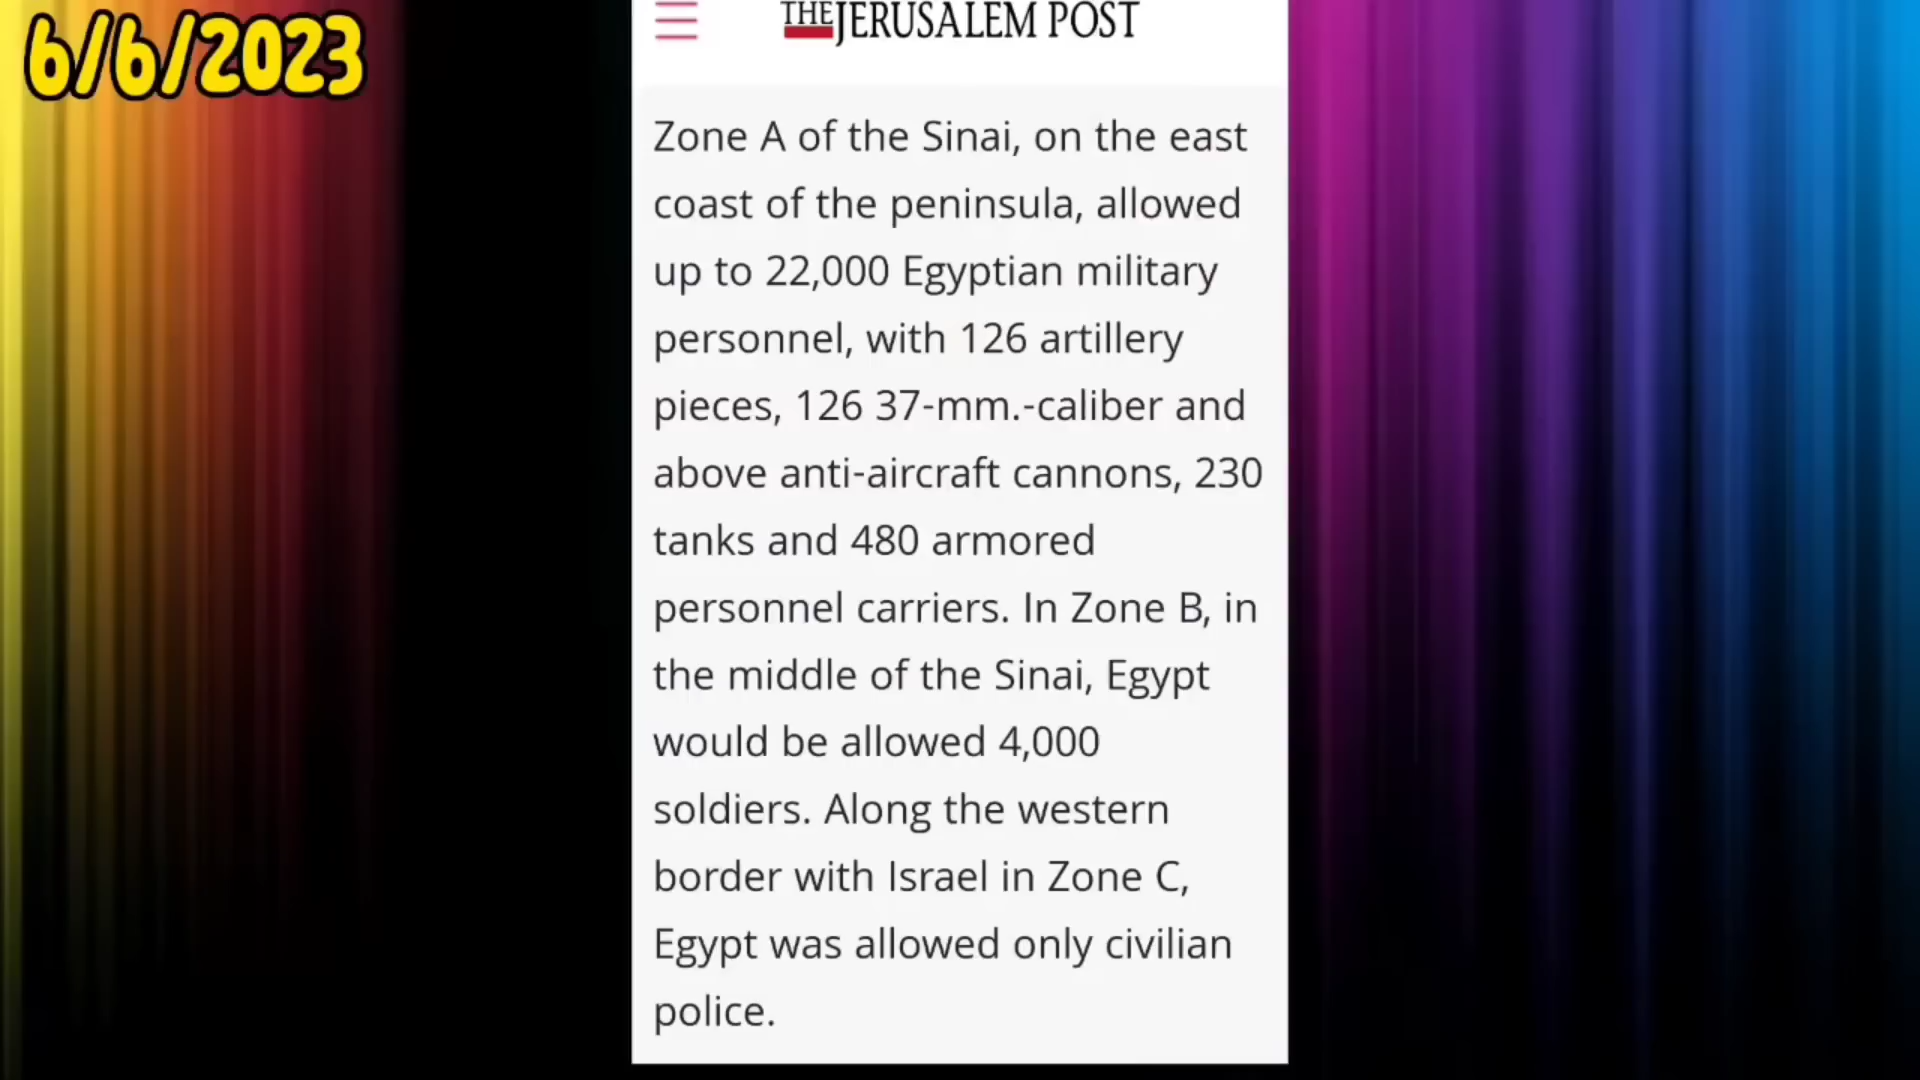 6/6/2023
THE JERUSALEM POST
Zone A of the Sinai, on the east
coast of the peninsula, allowed
up to 22,000 Egyptian military
personnel, with 126 artillery
pieces, 126 37-mm.-caliber and
above anti-aircraft cannons, 230
tanks and 480 armored
personnel carriers. In Zone B, in
the middle of the Sinai, Egypt
would be allowed 4,000
soldiers. Along the western
border with Israel in Zone C,
Egypt was allowed only civilian
police.